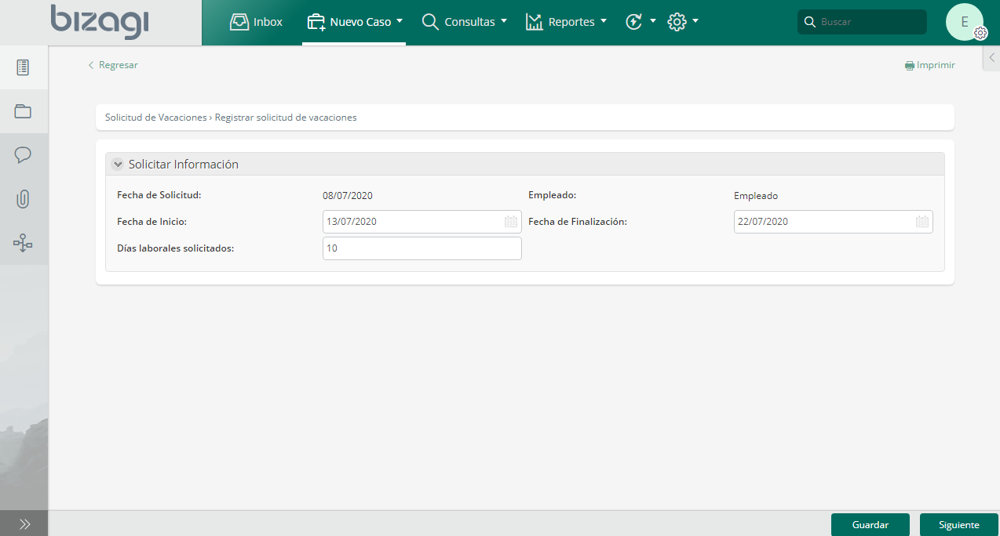 bizagi
Inbox
Nuevo Caso
Consultas
Reportes
Buscar
E
Regresar
Imprimir
Solicitud de Vacaciones › Registrar solicitud de vacaciones
Solicitar Información
Fecha de Solicitud: 08/07/2020 Empleado: Empleado
Fecha de Inicio: 13/07/2020 Fecha de Finalización: 22/07/2020
Días laborales solicitados: 10
Guardar
Siguiente